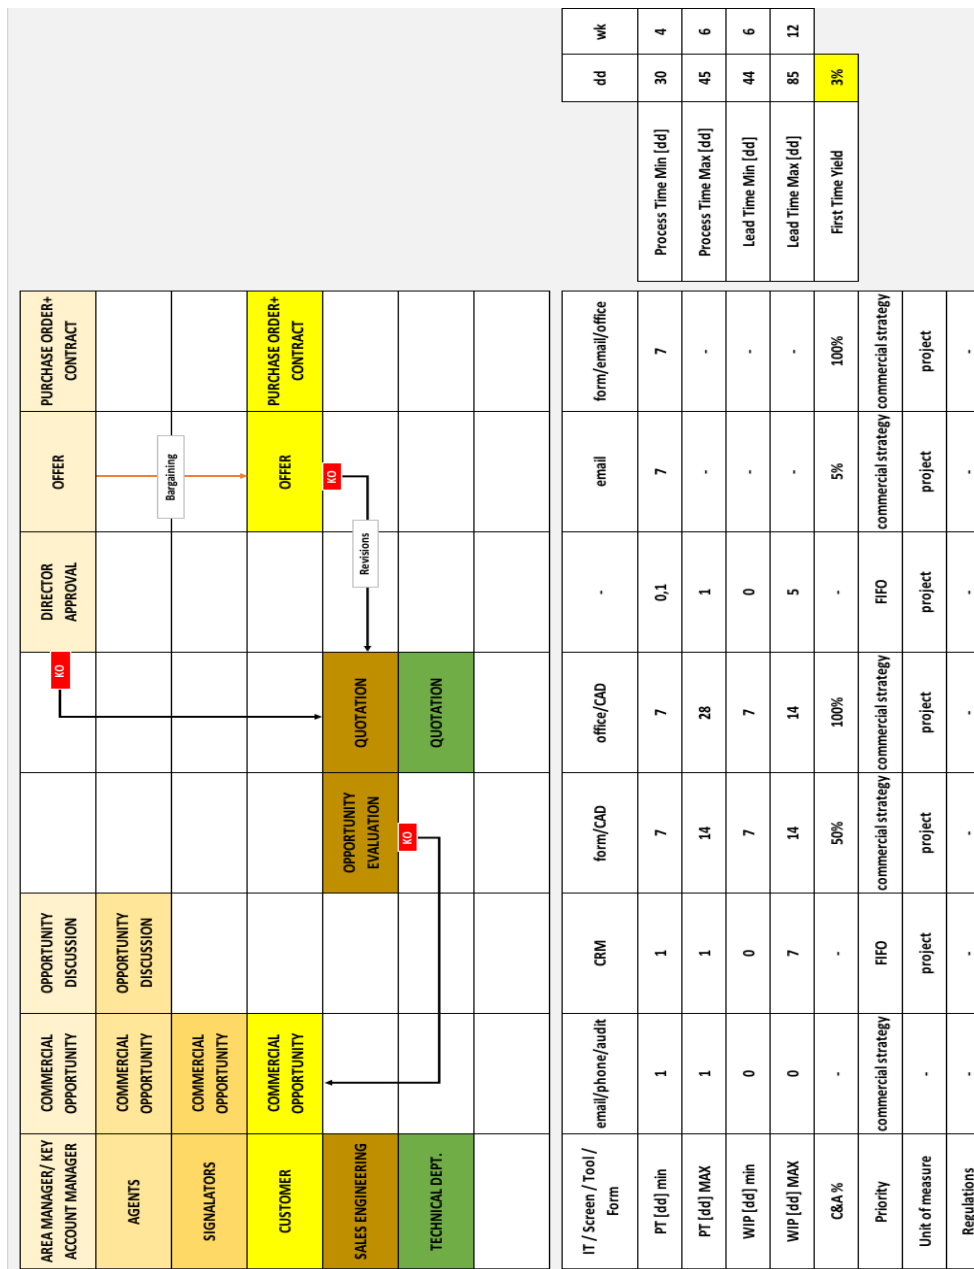 AREA MANAGER/ KEY
ACCOUNT MANAGER
COMMERCIAL
OPPORTUNITY
OPPORTUNITY
DISCUSSION
DIRECTOR
APPROVAL
OFFER
PURCHASE ORDER+
CONTRACT
KO
AGENTS
COMMERCIAL
OPPORTUNITY
OPPORTUNITY
DISCUSSION
Bargaining
SIGNALATORS
COMMERCIAL
OPPORTUNITY
CUSTOMER
COMMERCIAL
OPPORTUNITY
OFFER
PURCHASE ORDER+
CONTRACT
KO
SALES ENGINEERING
OPPORTUNITY
EVALUATION
QUOTATION
Revisions
KO
TECHNICAL DEPT.
QUOTATION
IT / Screen / Tool /
Form
email/phone/audit
CRM
form/CAD
office/CAD
-
email
form/email/office
dd
wk
PT [dd] min
1
1
7
7
0,1
7
7
Process Time Min [dd]
30
4
PT [dd] MAX
1
1
14
28
1
-
-
Process Time Max [dd]
45
6
WIP [dd] min
0
0
7
7
0
-
-
Lead Time Min [dd]
44
6
WIP [dd] MAX
0
7
14
14
5
-
-
Lead Time Max [dd]
85
12
C&A %
-
-
50%
100%
-
5%
100%
First Time Yield
3%
Priority
commercial strategy
FIFO
commercial strategy
commercial strategy
FIFO
commercial strategy
commercial strategy
Unit of measure
-
project
project
project
project
project
project
Regulations
-
-
-
-
-
-
-